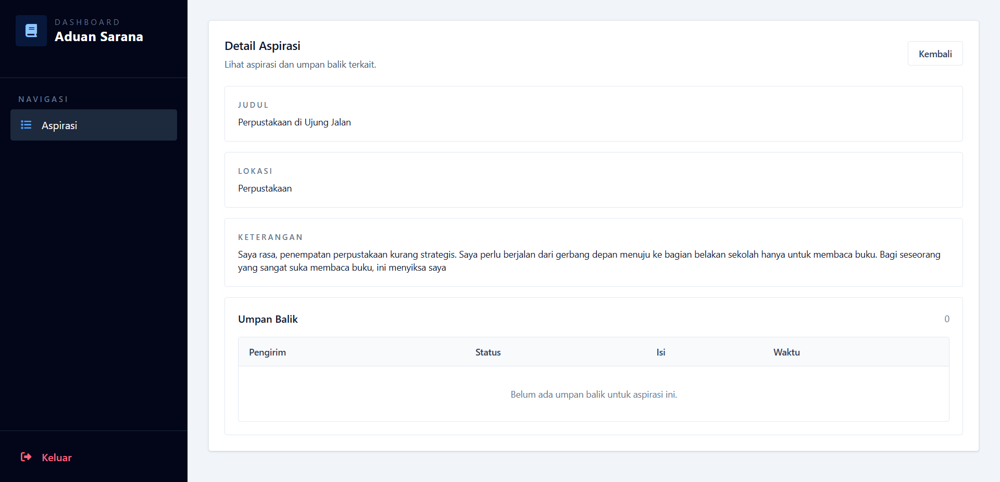 DASHBOARD
Aduan Sarana
NAVIGASI
Aspirasi
Keluar
Detail Aspirasi
Lihat aspirasi dan umpan balik terkait.
Kembali
JUDUL
Perpustakaan di Ujung Jalan
LOKASI
Perpustakaan
KETERANGAN
Saya rasa, penempatan perpustakaan kurang strategis. Saya perlu berjalan dari gerbang depan menuju ke bagian belakan sekolah hanya untuk membaca buku. Bagi seseorang
yang sangat suka membaca buku, ini menyiksa saya
Umpan Balik
0
Pengirim Status Isi Waktu
Belum ada umpan balik untuk aspirasi ini.